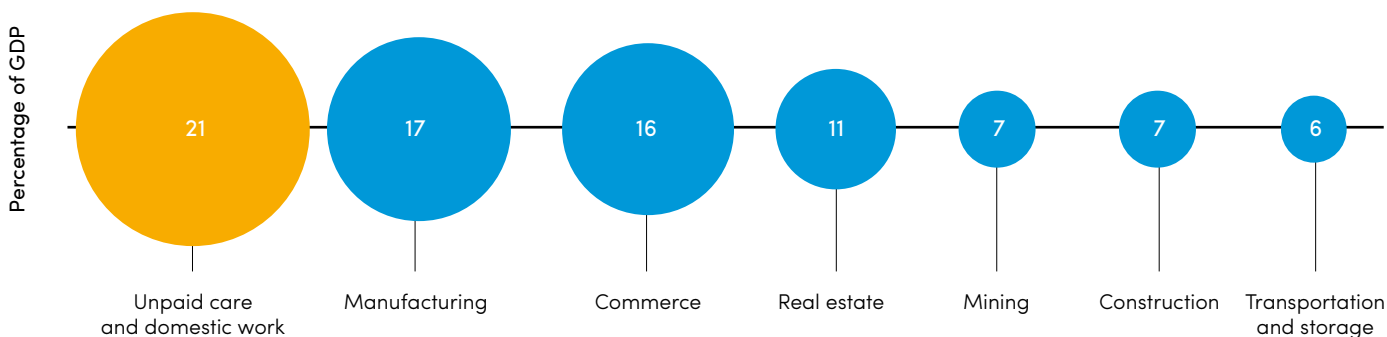 Percentage of GDP
21
17
16
11
7
7
6
Unpaid care
and domestic work
Manufacturing
Commerce
Real estate
Mining
Construction
Transportation
and storage